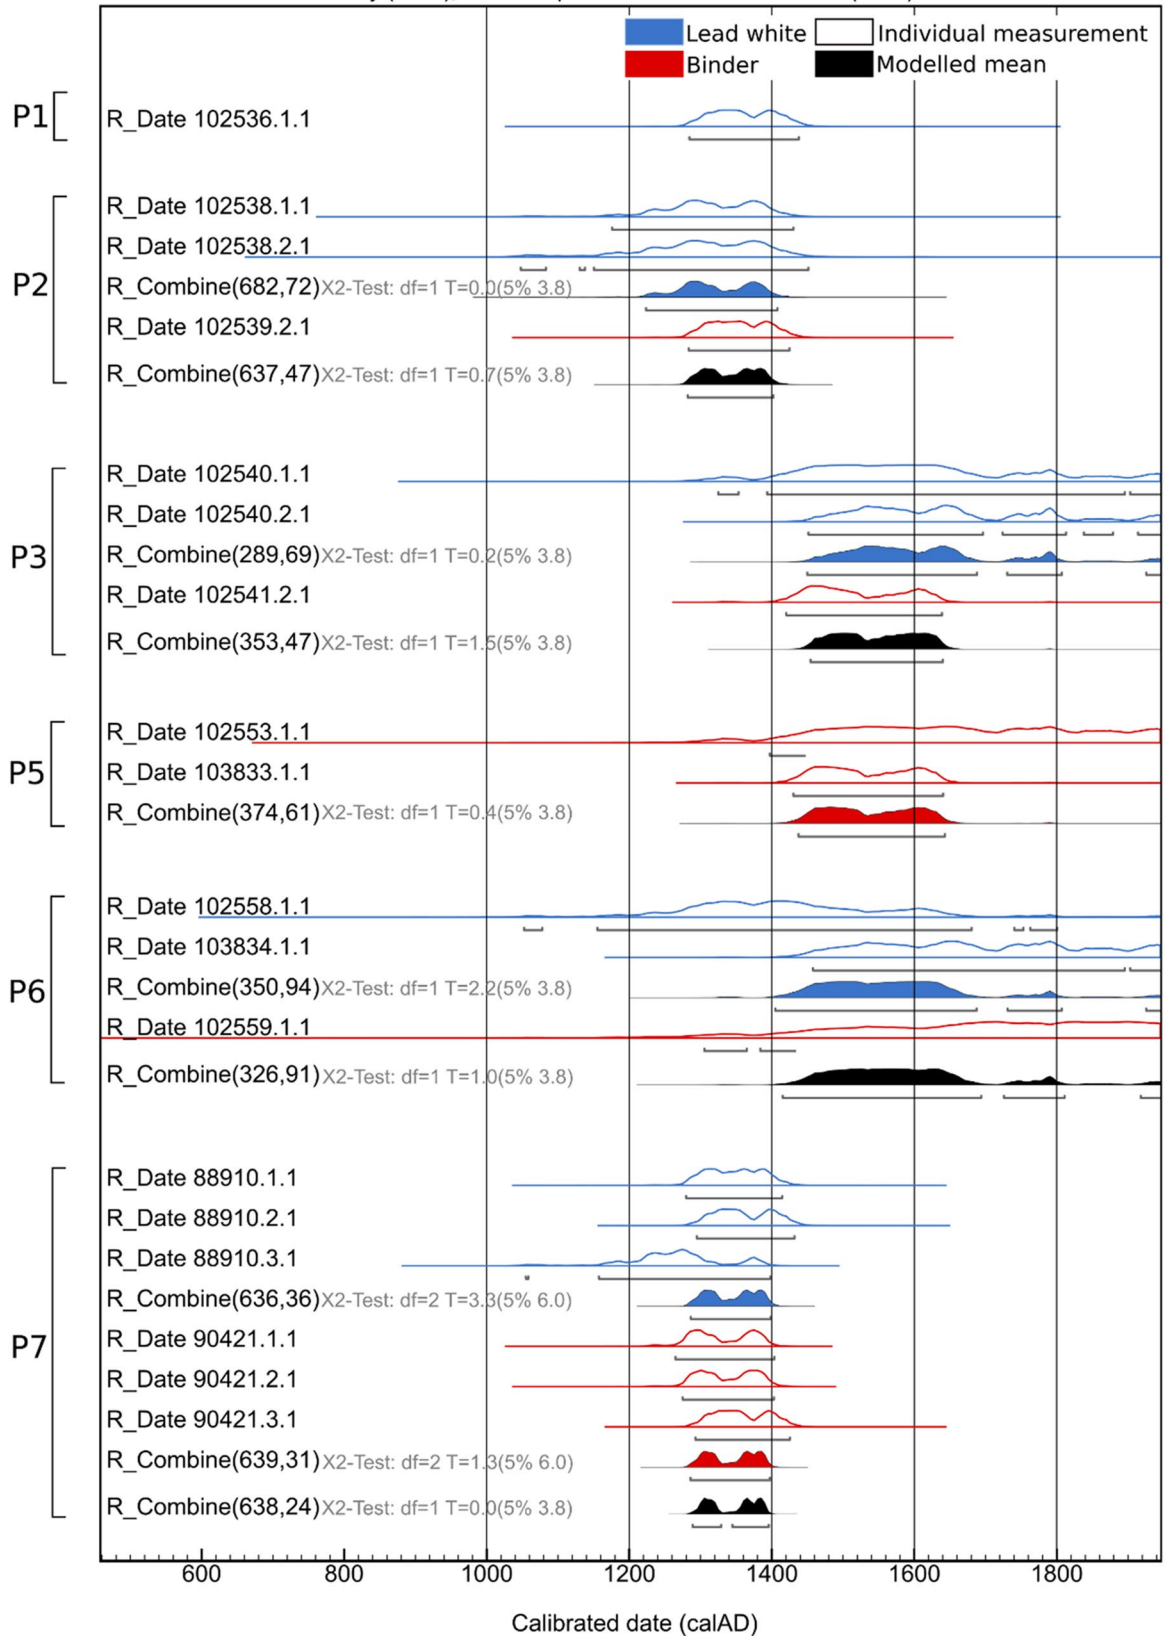 Lead white Individual measurement
Binder Modelled mean
P1
R_Date 102536.1.1
P2
R_Date 102538.1.1
R_Date 102538.2.1
R_Combine(682,72) X2-Test: df=1 T=0.0(5% 3.8)
R_Date 102539.2.1
R_Combine(637,47) X2-Test: df=1 T=0.7(5% 3.8)
P3
R_Date 102540.1.1
R_Date 102540.2.1
R_Combine(289,69) X2-Test: df=1 T=0.2(5% 3.8)
R_Date 102541.2.1
R_Combine(353,47) X2-Test: df=1 T=1.5(5% 3.8)
P5
R_Date 102553.1.1
R_Date 103833.1.1
R_Combine(374,61) X2-Test: df=1 T=0.4(5% 3.8)
P6
R_Date 102558.1.1
R_Date 103834.1.1
R_Combine(350,94) X2-Test: df=1 T=2.2(5% 3.8)
R_Date 102559.1.1
R_Combine(326,91) X2-Test: df=1 T=1.0(5% 3.8)
P7
R_Date 88910.1.1
R_Date 88910.2.1
R_Date 88910.3.1
R_Combine(636,36) X2-Test: df=2 T=3.3(5% 6.0)
R_Date 90421.1.1
R_Date 90421.2.1
R_Date 90421.3.1
R_Combine(639,31) X2-Test: df=2 T=1.3(5% 6.0)
R_Combine(638,24) X2-Test: df=1 T=0.0(5% 3.8)
600 800 1000 1200 1400 1600 1800
Calibrated date (calAD)